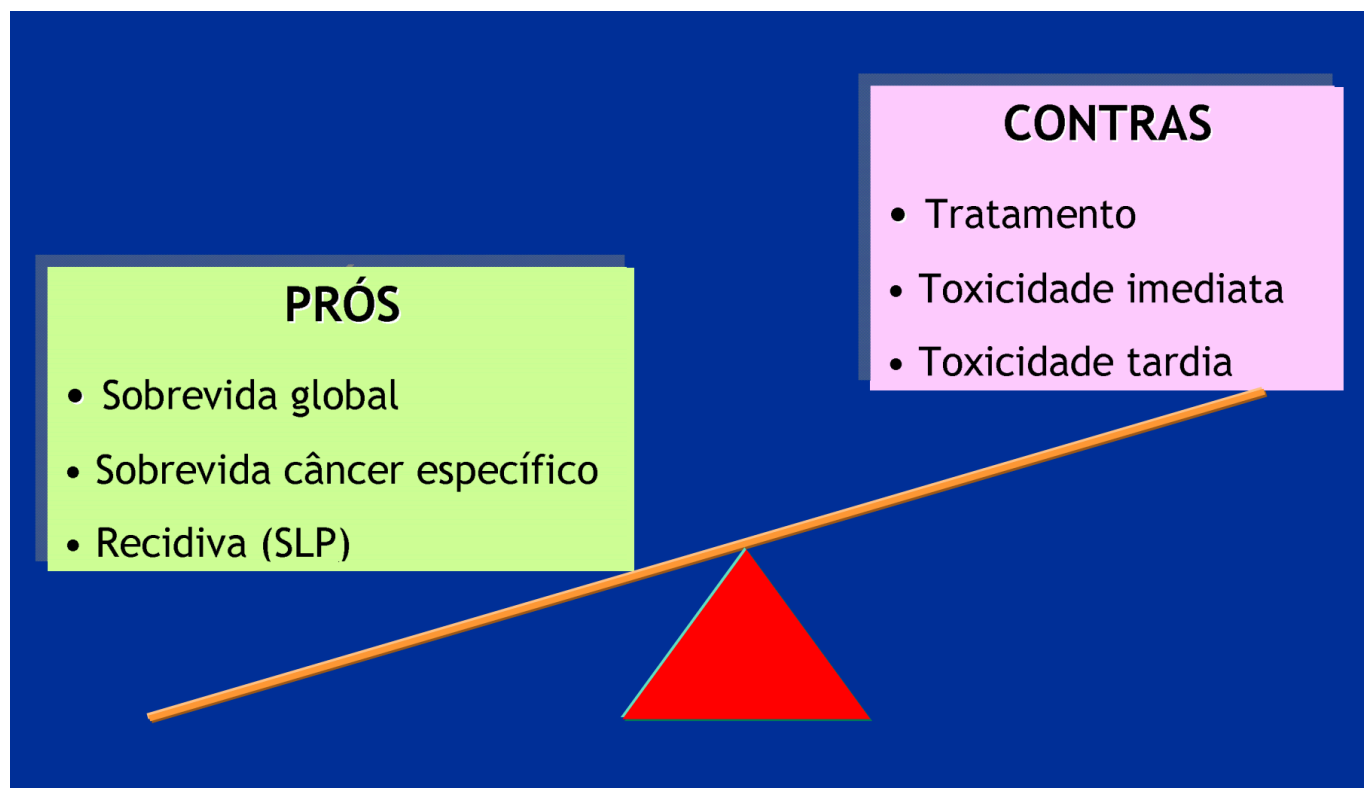 PRÓS
• Sobrevida global
• Sobrevida câncer específico
• Recidiva (SLP)
CONTRAS
• Tratamento
• Toxicidade imediata
• Toxicidade tardia